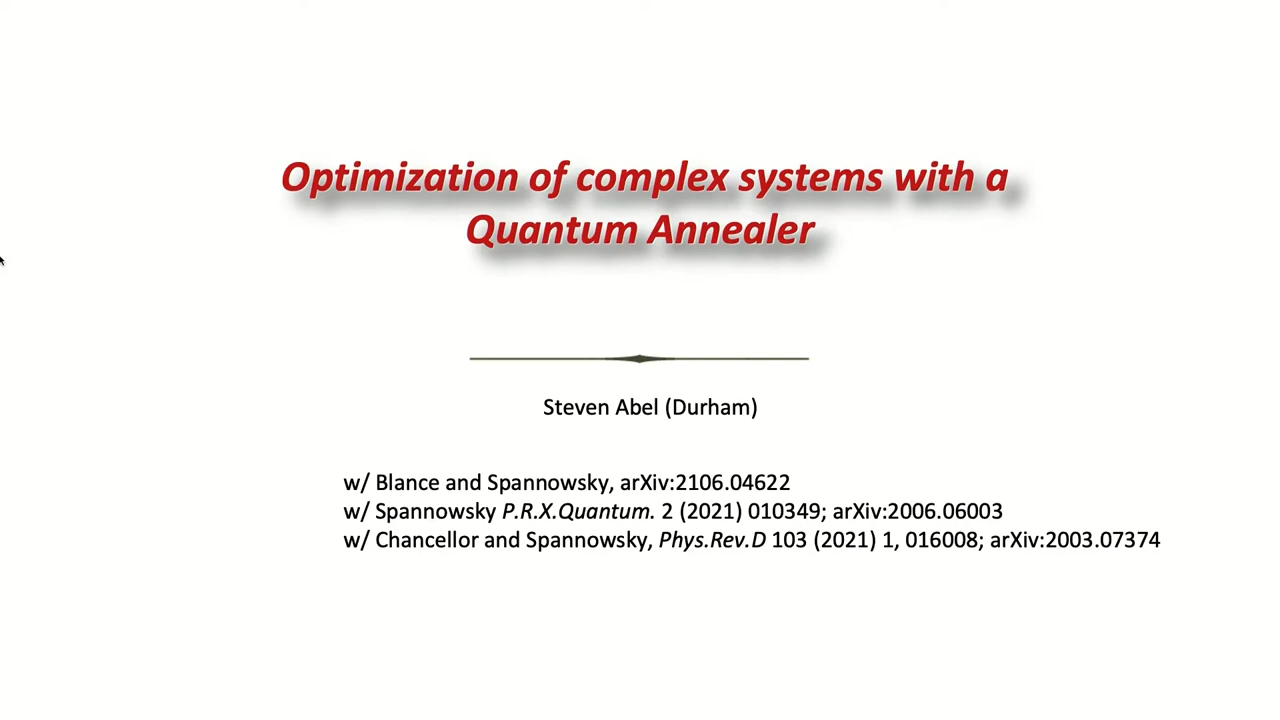 Optimization of complex systems with a
Quantum Annealer
Steven Abel (Durham)
w/ Blance and Spannowsky, arXiv:2106.04622
w/ Spannowsky P.R.X.Quantum. 2 (2021) 010349; arXiv:2006.06003
w/ Chancellor and Spannowsky, Phys.Rev.D 103 (2021) 1, 016008; arXiv:2003.07374